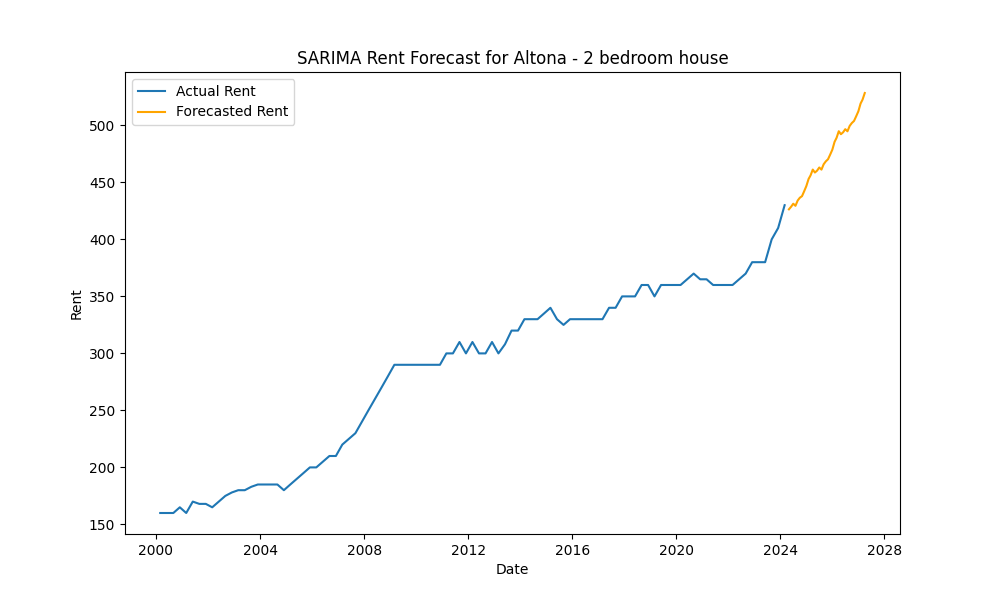 SARIMA Rent Forecast for Altona - 2 bedroom house
Actual Rent
Forecasted Rent
500
450
400
350
300
250
200
150
Rent
2000 2004 2008 2012 2016 2020 2024 2028
Date